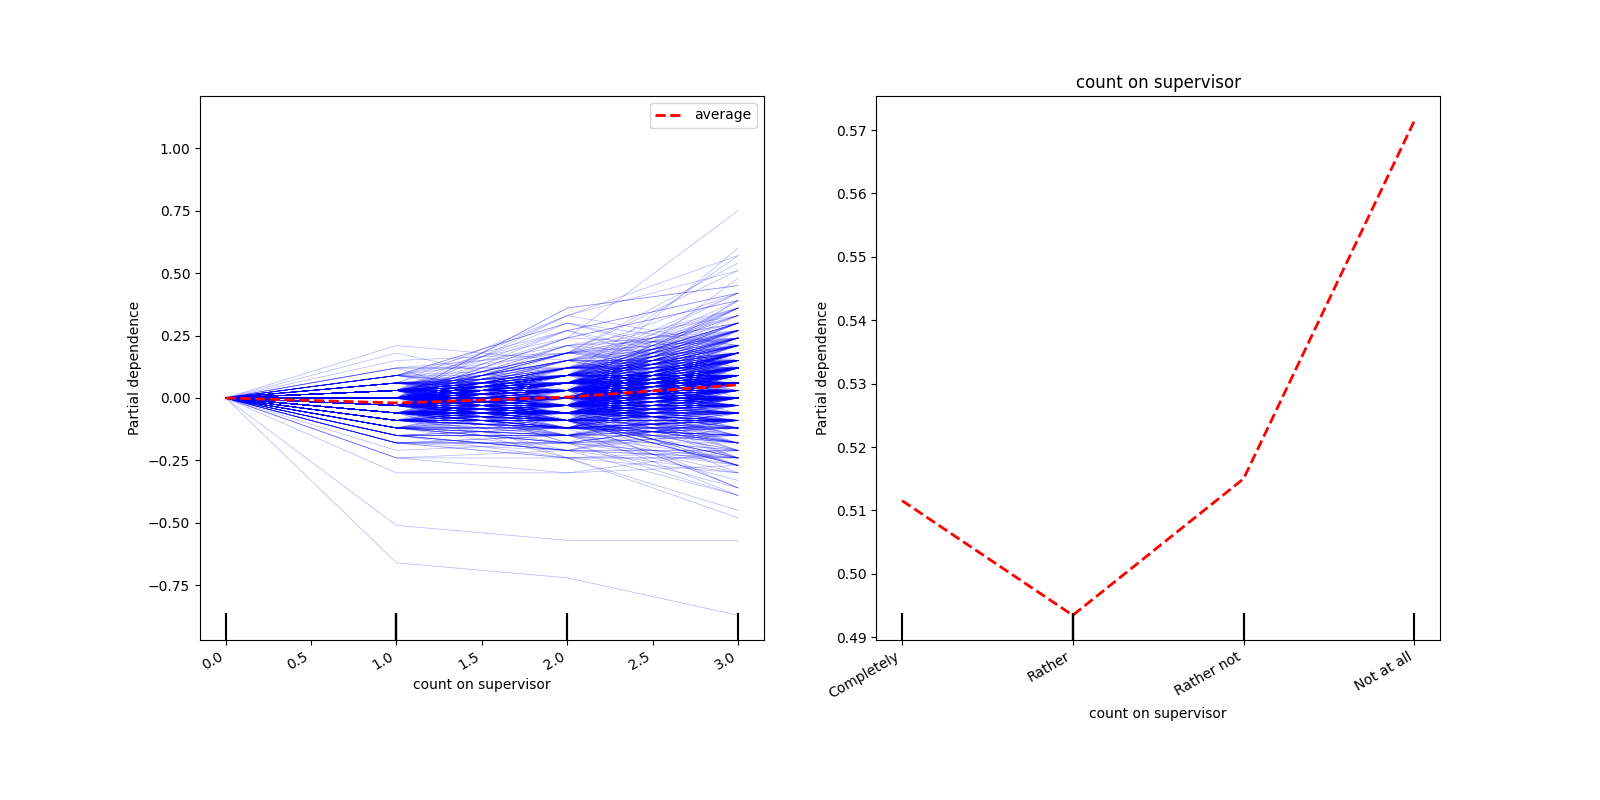 average
1.00
0.75
0.50
0.25
0.00
−0.25
−0.50
−0.75
Partial dependence
0.0
0.5
1.0
1.5
2.0
2.5
3.0
count on supervisor
count on supervisor
0.57
0.56
0.55
0.54
0.53
0.52
0.51
0.50
0.49
Partial dependence
Completely
Rather
Rather not
Not at all
count on supervisor